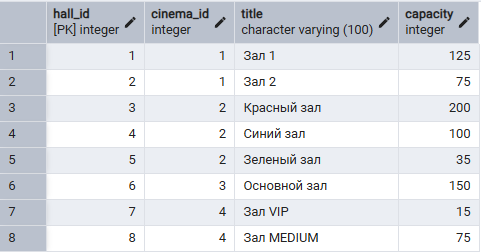 hall_id cinema_id title capacity
[PK] integer integer character varying (100) integer
1 1 1 Зал 1 125
2 2 1 Зал 2 75
3 3 2 Красный зал 200
4 4 2 Синий зал 100
5 5 2 Зеленый зал 35
6 6 3 Основной зал 150
7 7 4 Зал VIP 15
8 8 4 Зал MEDIUM 75